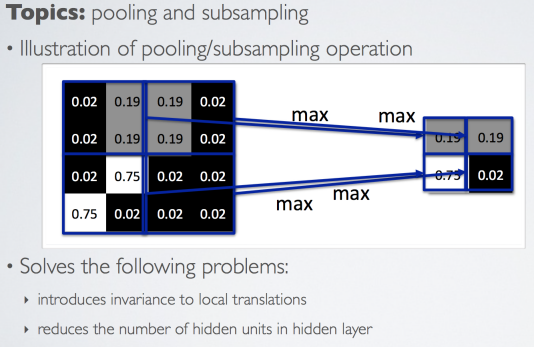 Topics: pooling and subsampling
• Illustration of pooling/subsampling operation
0.02 0.19 0.19 0.02
max max
0.02 0.19 0.19 0.02 0.19 0.19
0.02 0.75 0.02 0.02 0.75 0.02
0.75 0.02 0.02 0.02
max max
• Solves the following problems:
‣ introduces invariance to local translations
‣ reduces the number of hidden units in hidden layer